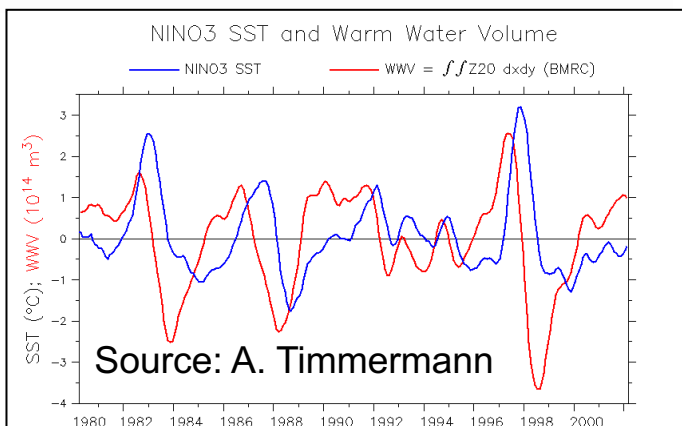 NINO3 SST and Warm Water Volume
NINO3 SST WWV = ∫∫Z20 dxdy (BMRC)
SST (°C); WWV (10¹⁴ m³)
3
2
1
0
-1
-2
-3
-4
Source: A. Timmermann
1980 1982 1984 1986 1988 1990 1992 1994 1996 1998 2000